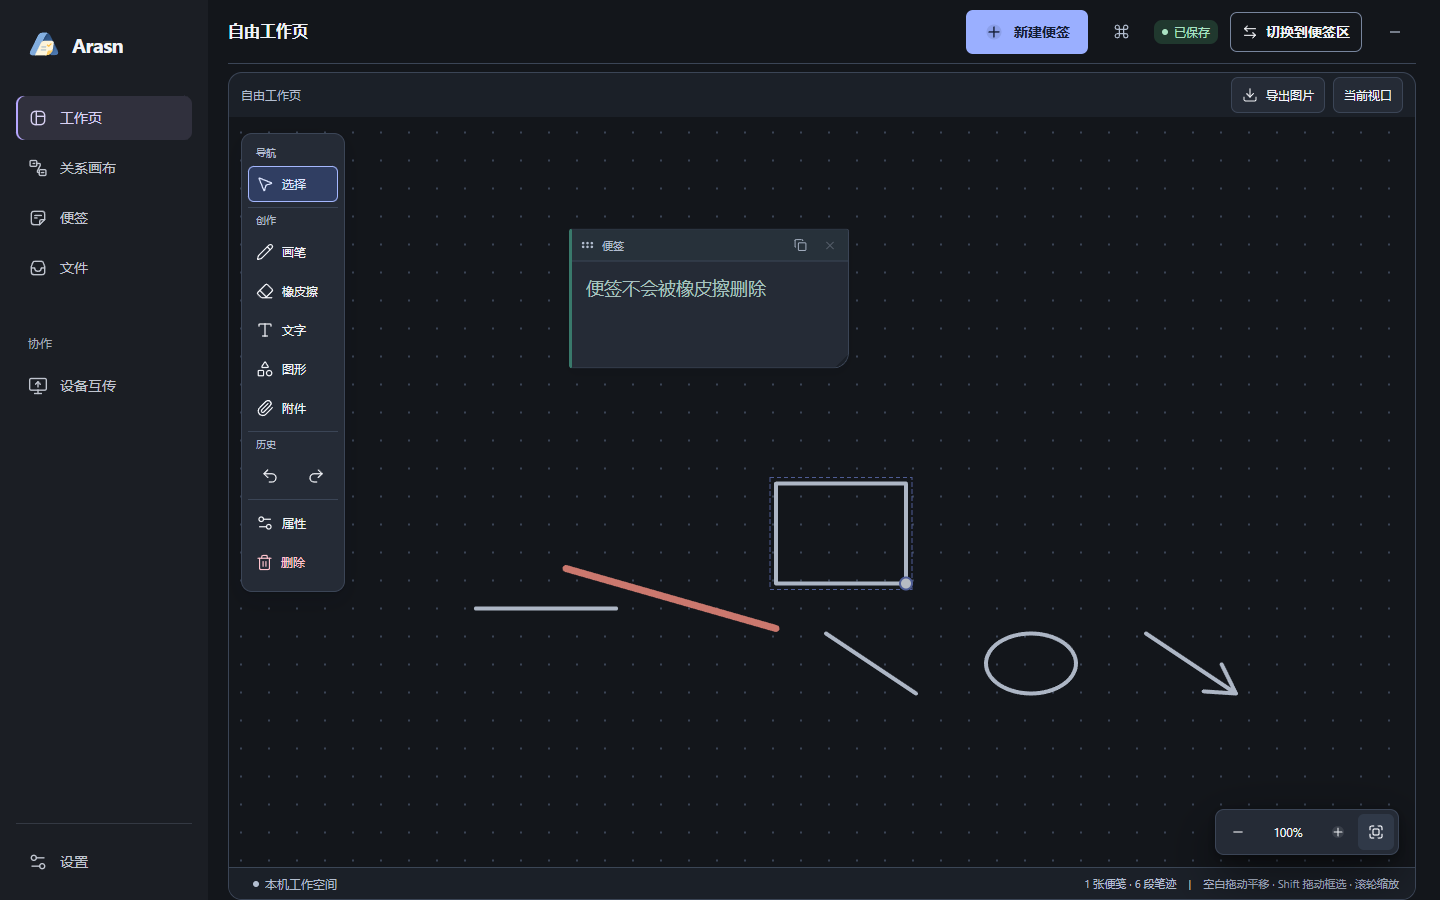 Arasn
工作页
关系画布
便签
文件
协作
设备互传
设置
自由工作页
新建便签
已保存
切换到便签区
自由工作页
导出图片
当前视口
导航
选择
创作
画笔
橡皮擦
文字
图形
附件
历史
属性
删除
便签
便签不会被橡皮擦删除
100%
本机工作空间
1 张便笺 · 6 段笔迹 | 空白拖动平移 · Shift 拖动框选 · 滚轮缩放